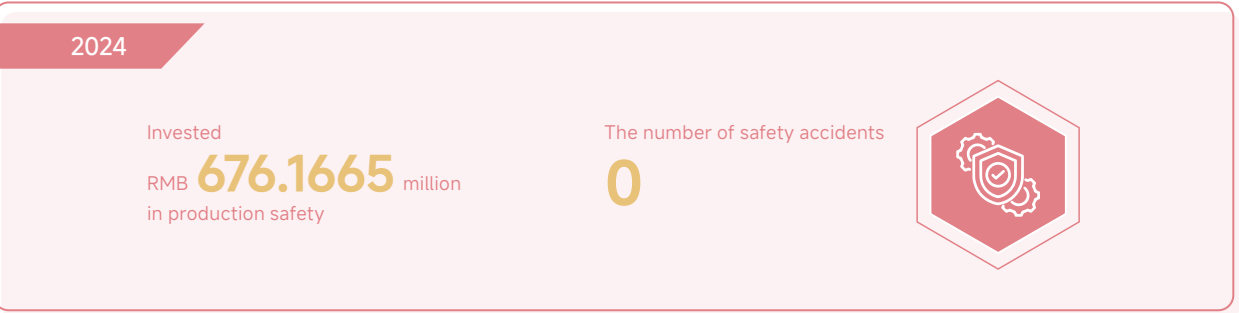 2024
Invested
RMB 676.1665 million
in production safety
The number of safety accidents
0